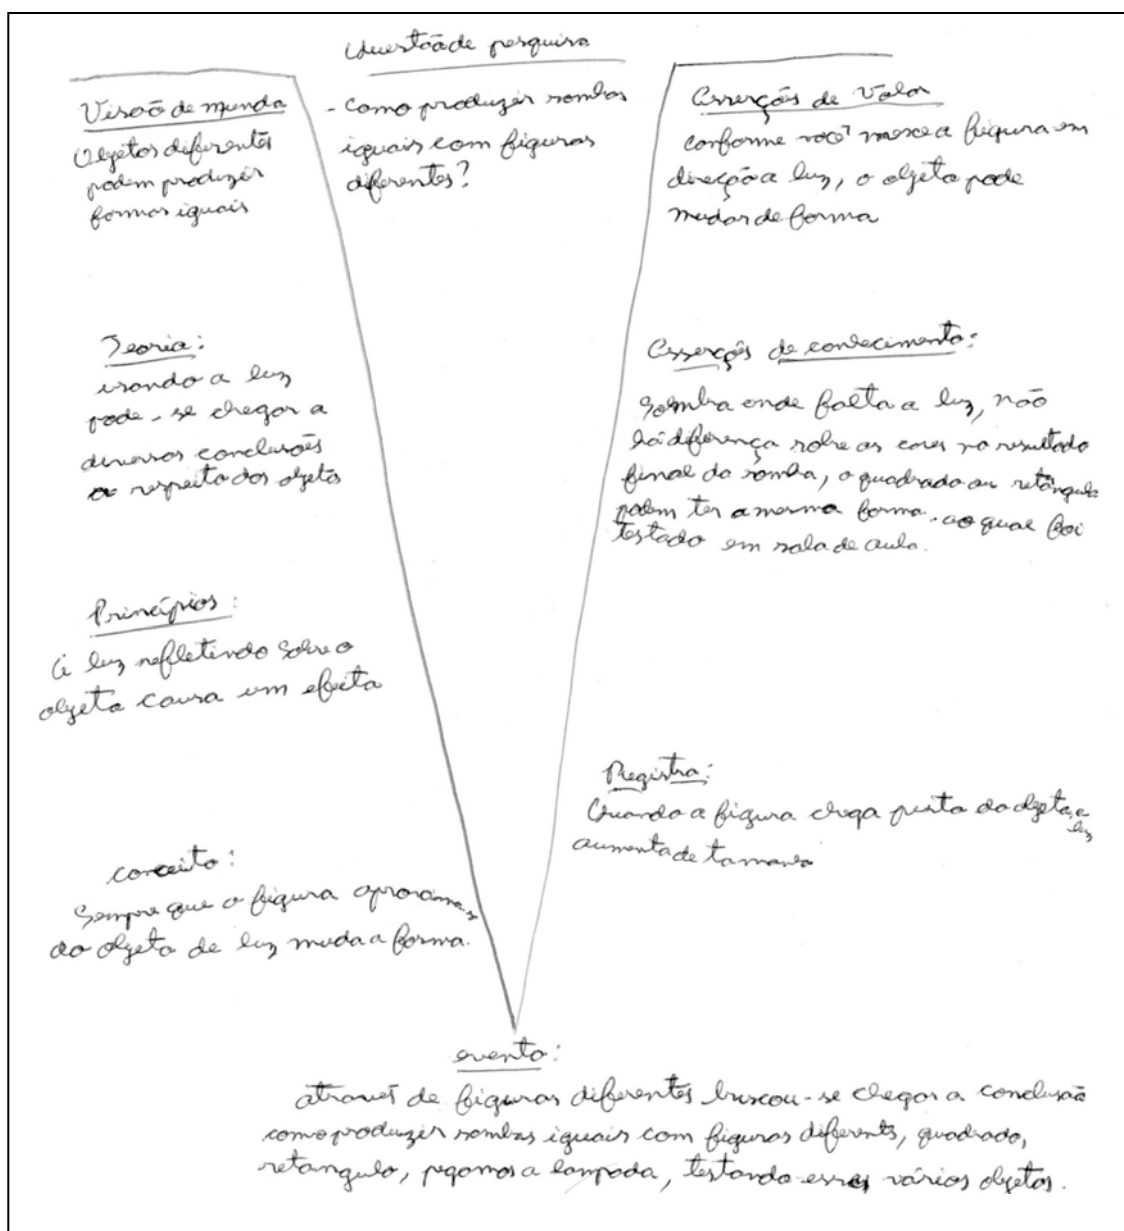 Questão de pesquisa
- Como produzir sombras
iguais com figuras
diferentes?
Visão de mundo
Objetos diferentes
podem produzir
formas iguais
Teoria:
usando a luz
pode-se chegar a
diversas conclusões
a respeito dos objetos
Princípios:
A luz refletindo sobre o
objeto causa um efeito
conceito:
Sempre que a figura aproxima-se
do objeto de luz muda a forma.
Asserções de Valor
conforme você mexe a figura em
direção a luz, o objeto pode
mudar de forma
Asserções de conhecimento:
Sombra onde falta a luz, não
há diferença sobre as cores no resultado
final da sombra, o quadrado ou retângulo
podem ter a mesma forma. ao qual foi
testado em sala de aula.
Registro:
Quando a figura chega perto do objeto, a luz
aumenta de tamanho
evento:
através de figuras diferentes buscou-se chegar a conclusão
como produzir sombras iguais com figuras diferents, quadrado,
retangulo, pegamos a lampada, testando esses vários objetos.